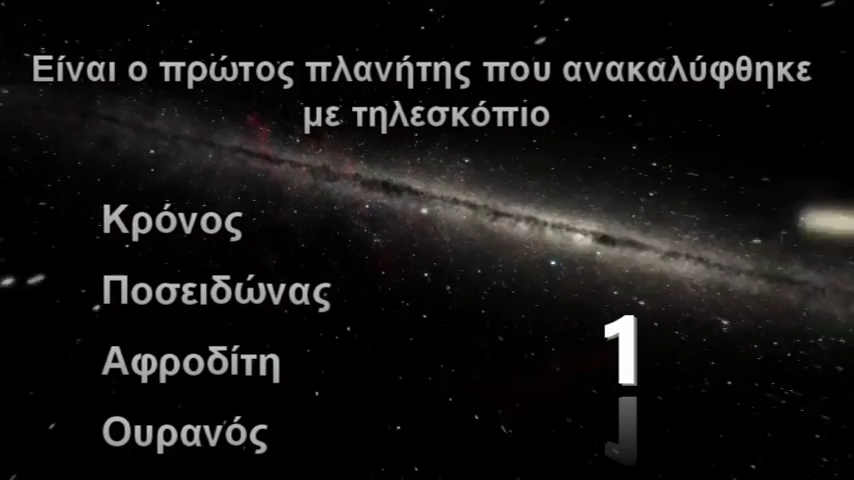 Είναι ο πρώτος πλανήτης που ανακαλύφθηκε
με τηλεσκόπιο
Κρόνος
Ποσειδώνας
Αφροδίτη
1
Ουρανός